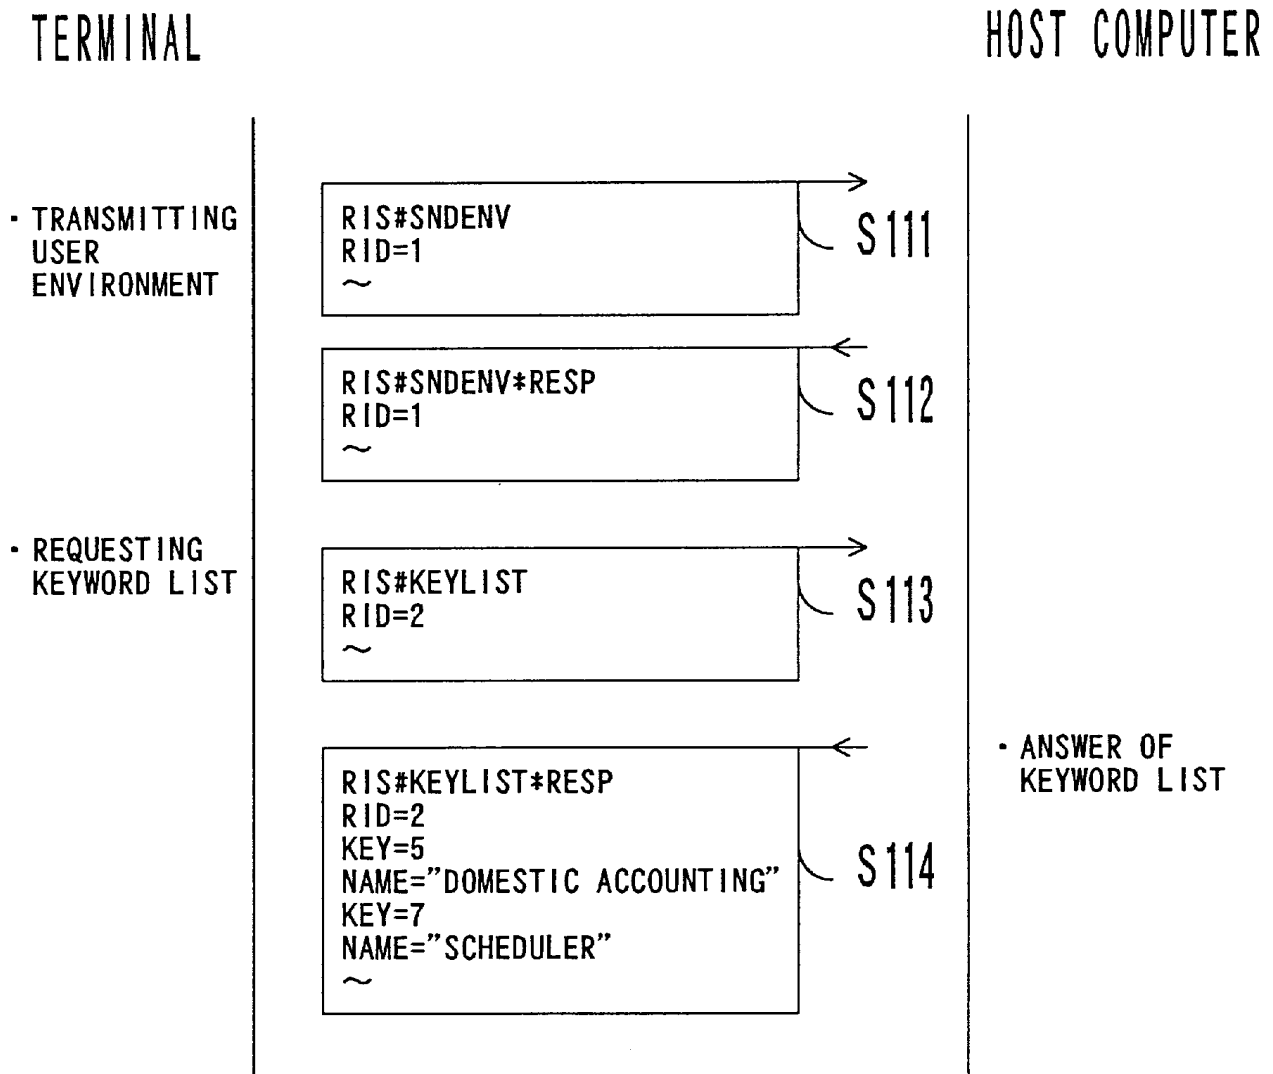 TERMINAL
HOST COMPUTER
・TRANSMITTING
USER
ENVIRONMENT
RIS#SNDENV
RID=1
～
S111
RIS#SNDENV*RESP
RID=1
～
S112
・REQUESTING
KEYWORD LIST
RIS#KEYLIST
RID=2
～
S113
RIS#KEYLIST*RESP
RID=2
KEY=5
NAME="DOMESTIC ACCOUNTING"
KEY=7
NAME="SCHEDULER"
～
S114
・ANSWER OF
KEYWORD LIST